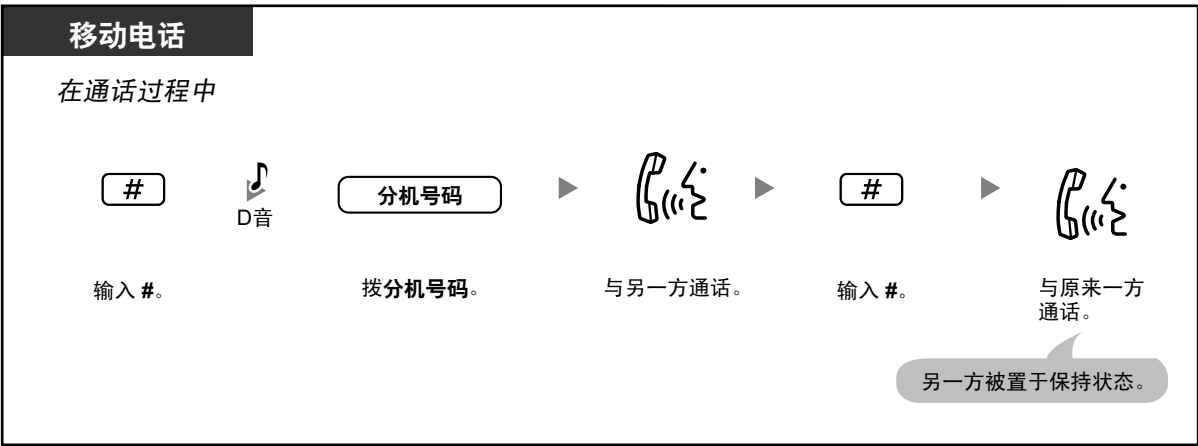 移动电话
在通话过程中
#
D音
分机号码
#
输入 #。
拨分机号码。
与另一方通话。
输入 #。
与原来一方
通话。
另一方被置于保持状态。